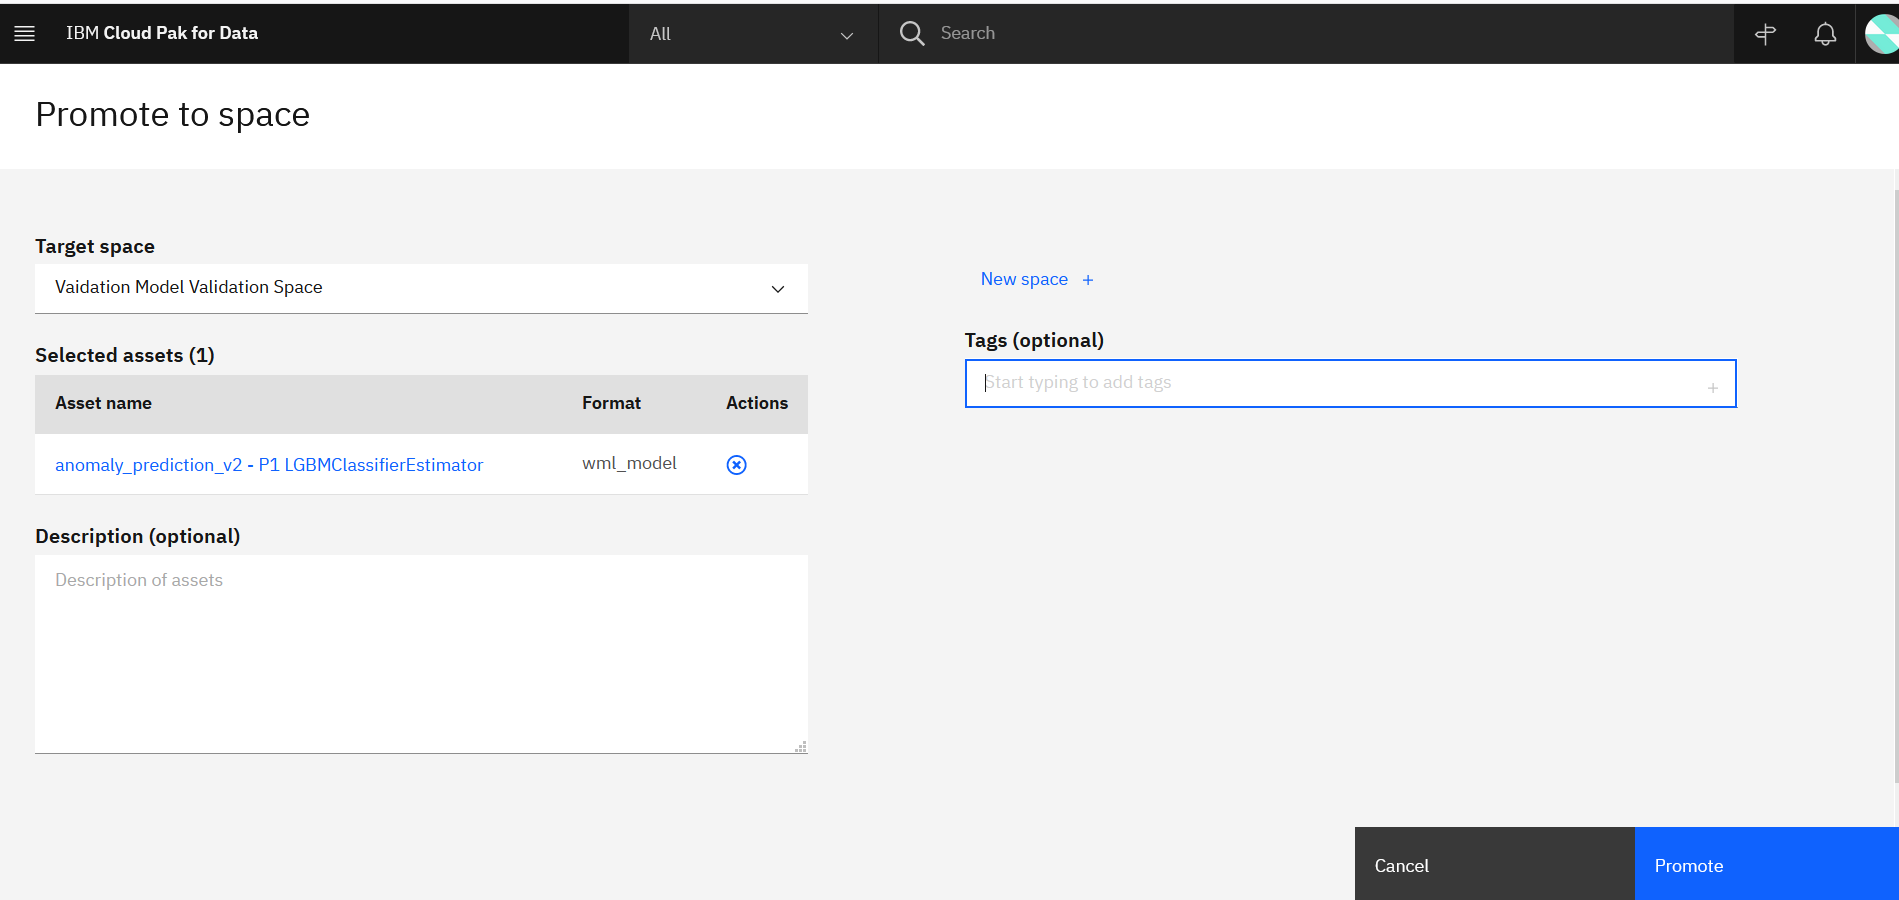 IBM Cloud Pak for Data
All
Search
Promote to space
Target space
Vaidation Model Validation Space
New space +
Selected assets (1)
Asset name Format Actions
anomaly_prediction_v2 - P1 LGBMClassifierEstimator wml_model
Description (optional)
Description of assets
Tags (optional)
Start typing to add tags
Cancel
Promote